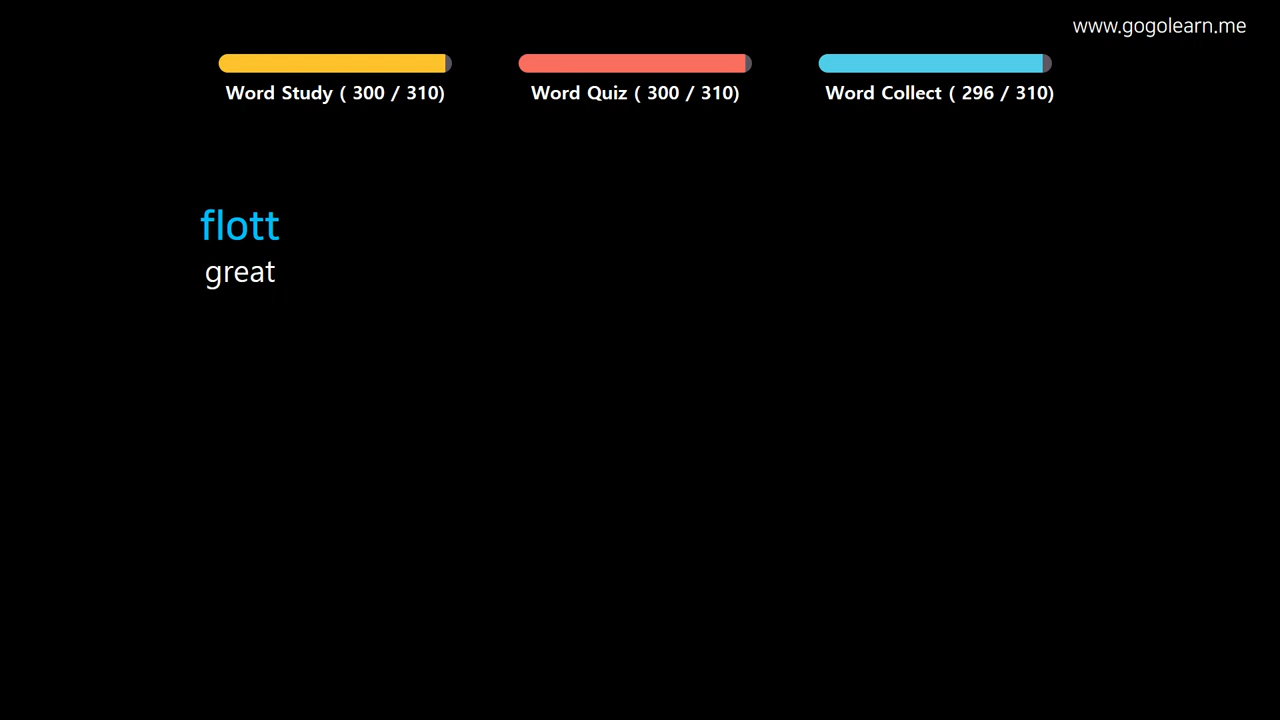 www.gogolearn.me
Word Study ( 300 / 310)
Word Quiz ( 300 / 310)
Word Collect ( 296 / 310)
flott
great